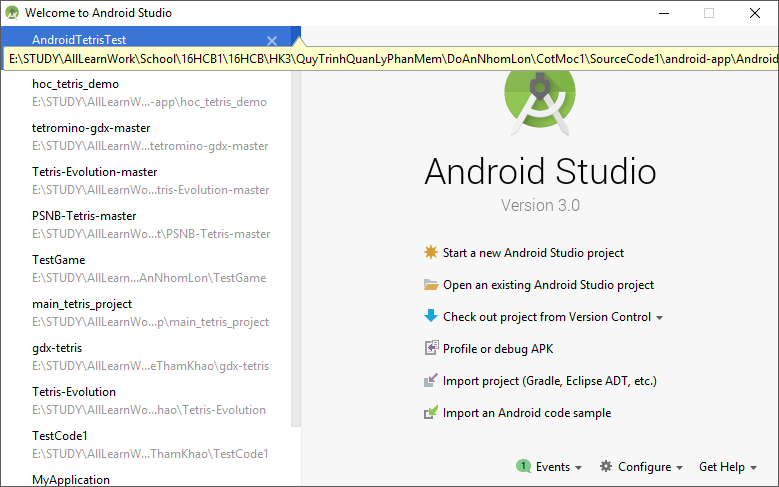 Welcome to Android Studio
AndroidTetrisTest
E:\STUDY\AllLearnWork\School\16HCB1\16HCB\HK3\QuyTrinhQuanLyPhanMem\DoAnNhomLon\CotMoc1\SourceCode1\android-app\Android
hoc_tetris_demo
E:\STUDY\AllLearnW...-app\hoc_tetris_demo
tetromino-gdx-master
E:\STUDY\AllLearnW...tetromino-gdx-master
Tetris-Evolution-master
E:\STUDY\AllLearnWo...tris-Evolution-master
PSNB-Tetris-master
E:\STUDY\AllLearnWo...t\PSNB-Tetris-master
TestGame
E:\STUDY\AllLearn...AnNhomLon\TestGame
main_tetris_project
E:\STUDY\AllLearnWo...p\main_tetris_project
gdx-tetris
E:\STUDY\AllLearnW...eThamKhao\gdx-tetris
Tetris-Evolution
E:\STUDY\AllLearnWo...hao\Tetris-Evolution
TestCode1
E:\STUDY\AllLearnWo...ThamKhao\TestCode1
MyApplication
Android Studio
Version 3.0
Start a new Android Studio project
Open an existing Android Studio project
Check out project from Version Control
Profile or debug APK
Import project (Gradle, Eclipse ADT, etc.)
Import an Android code sample
1 Events
Configure
Get Help